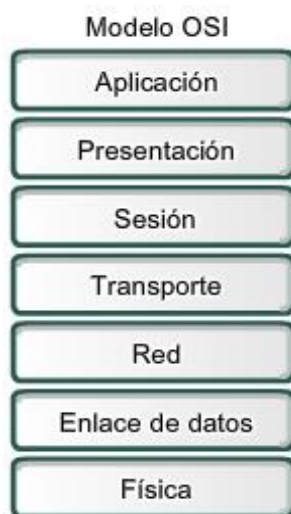 Modelo OSI
Aplicación
Presentación
Sesión
Transporte
Red
Enlace de datos
Física